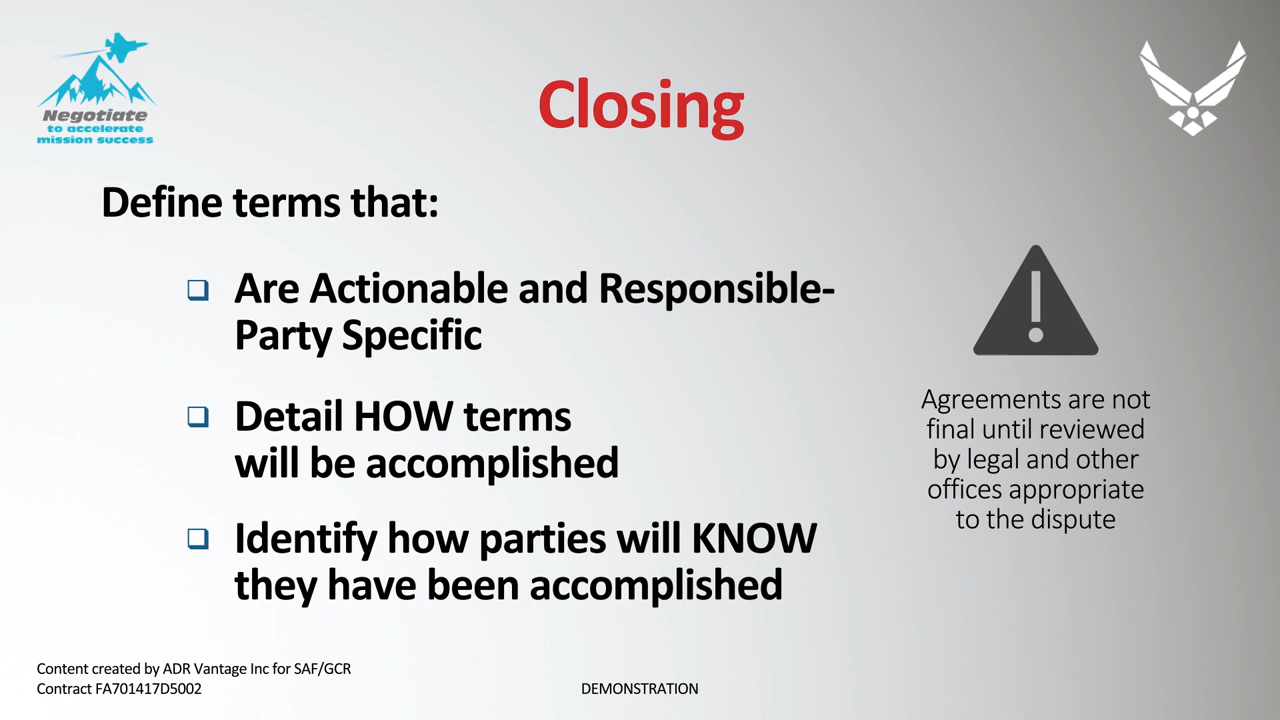 Negotiate
to accelerate
mission success
Closing
Define terms that:
Are Actionable and Responsible-
Party Specific
Detail HOW terms
will be accomplished
Identify how parties will KNOW
they have been accomplished
Agreements are not
final until reviewed
by legal and other
offices appropriate
to the dispute
Content created by ADR Vantage Inc for SAF/GCR
Contract FA701417D5002
DEMONSTRATION